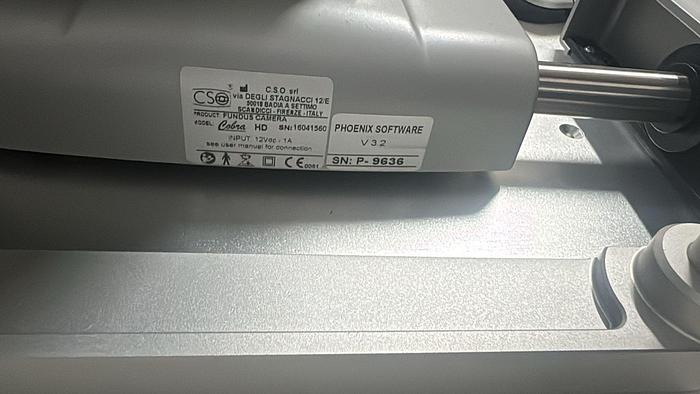 C.S.O. srl
CSO via DEGLI STAGNACCI 12/E
50018 BADIA A SETTIMO
SCANDICCI - FIRENZE - ITALY
PRODUCT FUNDUS CAMERA
MODEL Cobra HD SN: 16041560
INPUT 12Vdc - 1A
see user manual for connection
CE 0051
PHOENIX SOFTWARE
V 3.2
SN: P- 9636